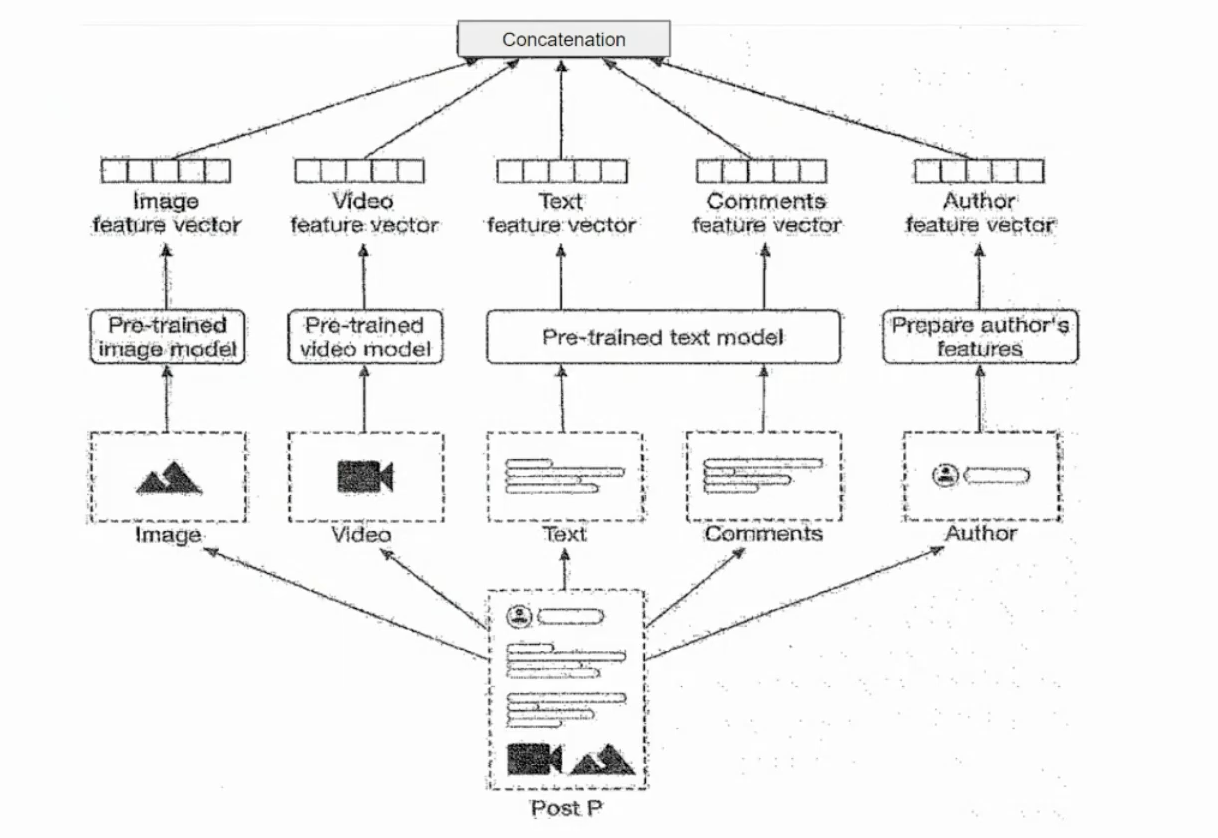 Concatenation
Image
feature vector
Video
feature vector
Text
feature vector
Comments
feature vector
Author
feature vector
Pre-trained
image model
Pre-trained
video model
Pre-trained text model
Prepare author's
features
Image
Video
Text
Comments
Author
Post P